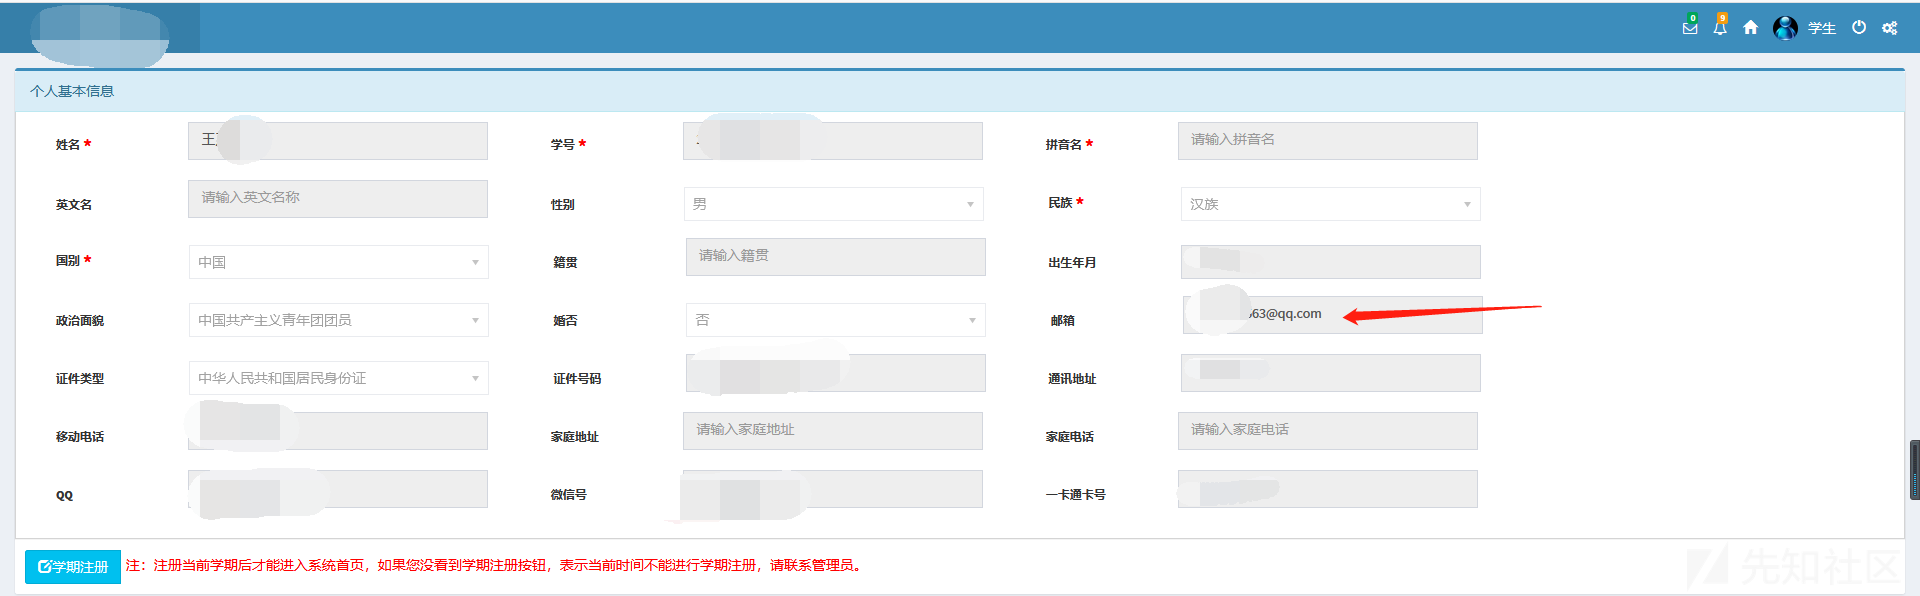 0
9
学生
个人基本信息
姓名 * 王
学号 *
拼音名 * 请输入拼音名
英文名 请输入英文名称
性别 男
民族 * 汉族
国别 * 中国
籍贯 请输入籍贯
出生年月
政治面貌 中国共产主义青年团团员
婚否 否
邮箱 63@qq.com
证件类型 中华人民共和国居民身份证
证件号码
通讯地址
移动电话
家庭地址 请输入家庭地址
家庭电话 请输入家庭电话
QQ
微信号
一卡通卡号
学期注册 注：注册当前学期后才能进入系统首页，如果您没看到学期注册按钮，表示当前时间不能进行学期注册，请联系管理员。
先知社区